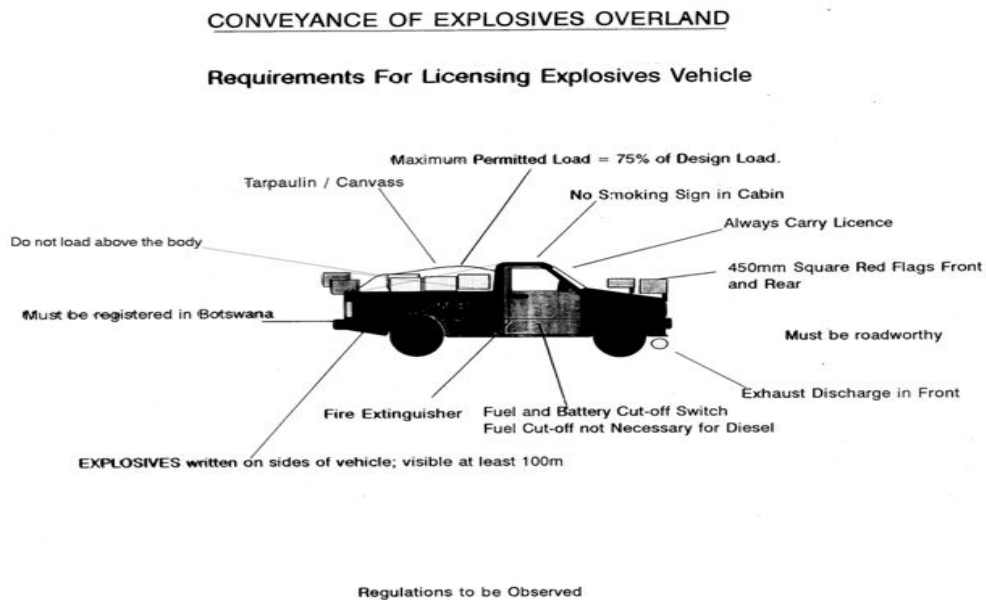 CONVEYANCE OF EXPLOSIVES OVERLAND
Requirements For Licensing Explosives Vehicle
Maximum Permitted Load = 75% of Design Load.
Tarpaulin / Canvass
No Smoking Sign in Cabin
Always Carry Licence
Do not load above the body
450mm Square Red Flags Front
and Rear
Must be registered in Botswana
Must be roadworthy
Exhaust Discharge in Front
Fire Extinguisher
Fuel and Battery Cut-off Switch
Fuel Cut-off not Necessary for Diesel
EXPLOSIVES written on sides of vehicle; visible at least 100m
Regulations to be Observed